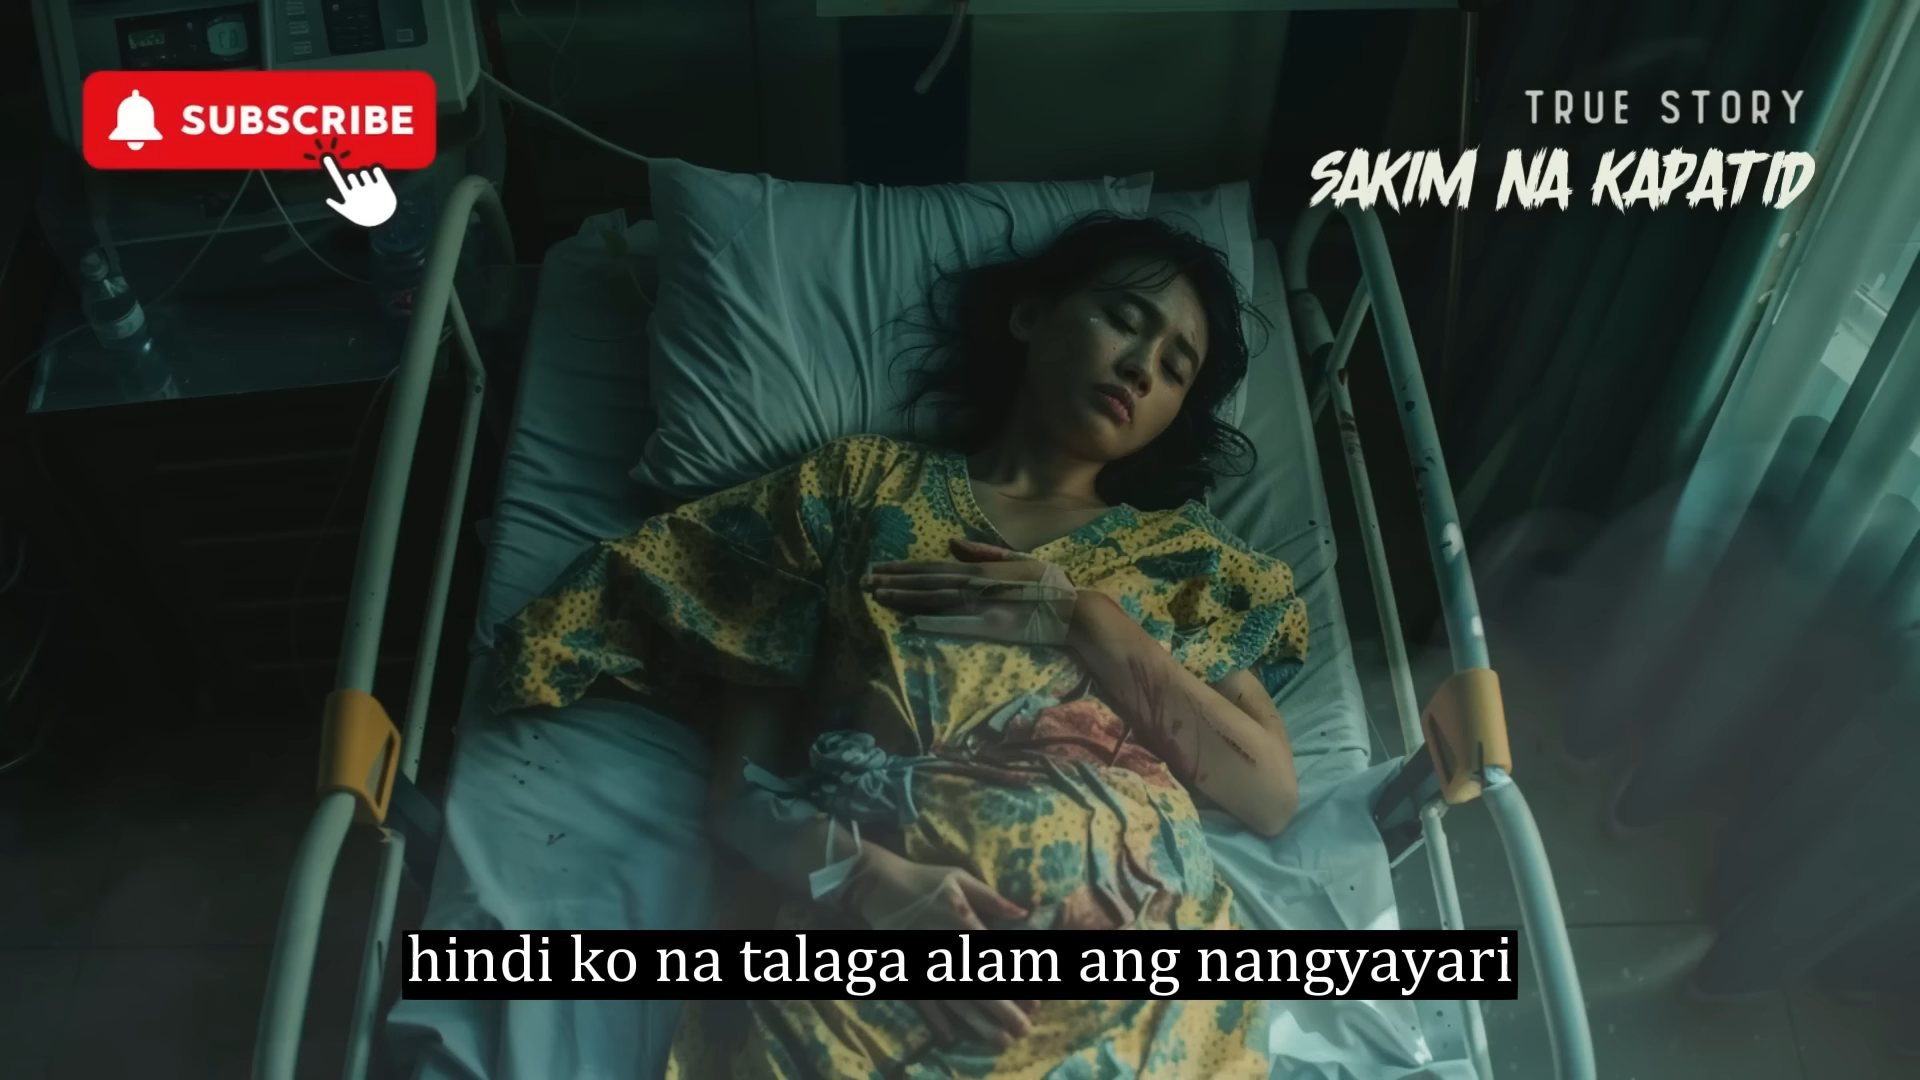 SUBSCRIBE
TRUE STORY
SAKIM NA KAPATID
hindi ko na talaga alam ang nangyayari